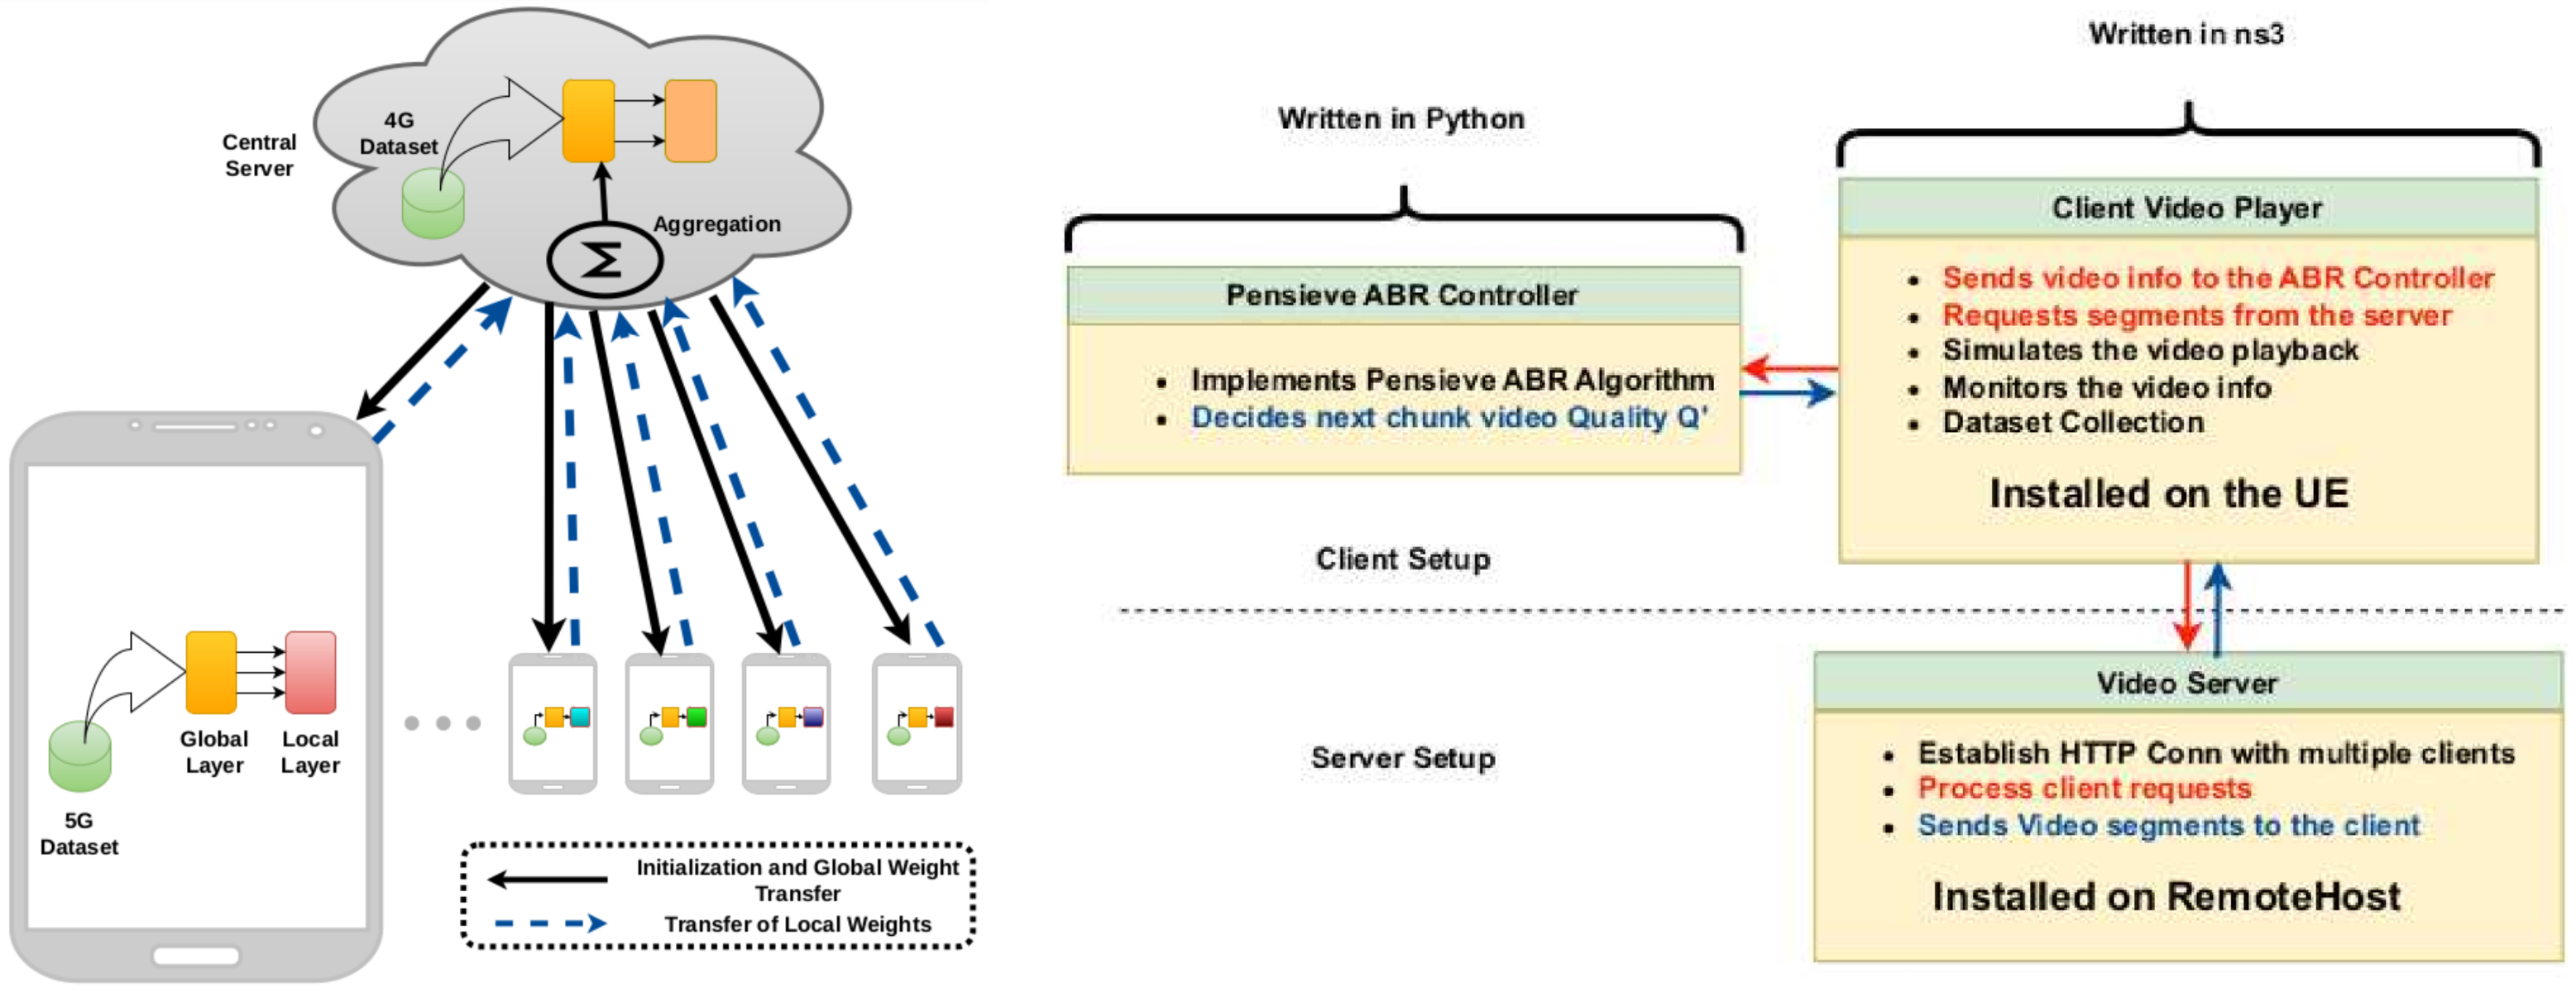 4G
Dataset
Central
Server
Aggregation
Σ
Global
Layer
Local
Layer
5G
Dataset
Initialization and Global Weight
Transfer
Transfer of Local Weights
Written in Python
Written in ns3
Pensieve ABR Controller
• Implements Pensieve ABR Algorithm
• Decides next chunk video Quality Q'
Client Video Player
• Sends video info to the ABR Controller
• Requests segments from the server
• Simulates the video playback
• Monitors the video info
• Dataset Collection
Installed on the UE
Client Setup
Server Setup
Video Server
• Establish HTTP Conn with multiple clients
• Process client requests
• Sends Video segments to the client
Installed on RemoteHost